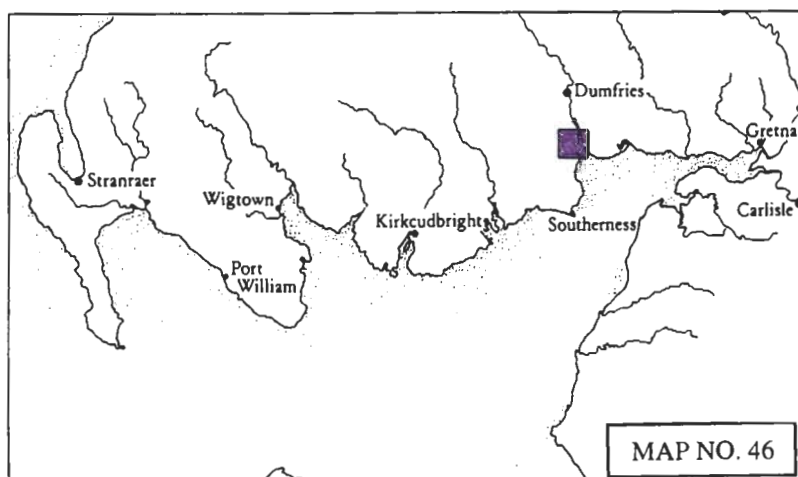 Dumfries
Gretna
Stranraer
Wigtown
Kirkcudbright
Southerness
Carlisle
Port
William
MAP NO. 46